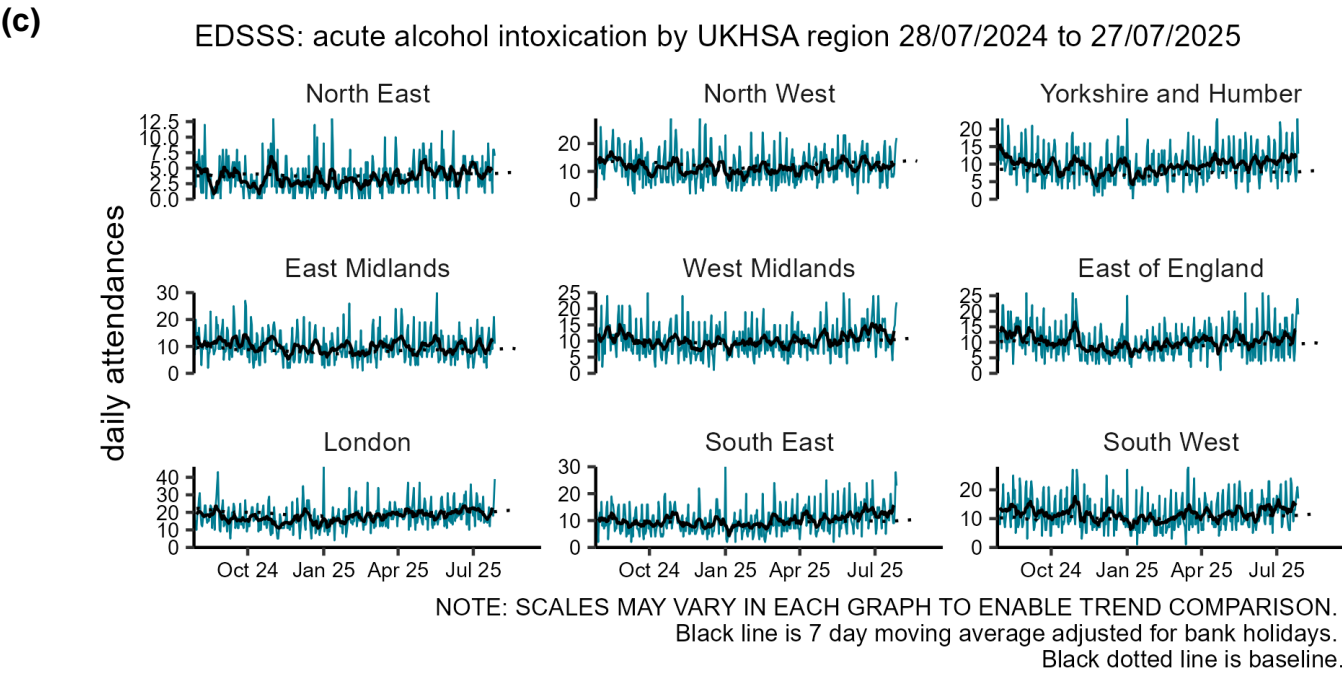 (c)
EDSSS: acute alcohol intoxication by UKHSA region 28/07/2024 to 27/07/2025
North East
North West
Yorkshire and Humber
12.5
10.0
7.5
5.0
2.5
0.0
20
10
0
20
15
10
5
0
East Midlands
West Midlands
East of England
30
20
10
0
25
20
15
10
5
0
25
20
15
10
5
0
daily attendances
London
South East
South West
40
30
20
10
0
30
20
10
0
20
10
0
Oct 24 Jan 25 Apr 25 Jul 25
Oct 24 Jan 25 Apr 25 Jul 25
Oct 24 Jan 25 Apr 25 Jul 25
NOTE: SCALES MAY VARY IN EACH GRAPH TO ENABLE TREND COMPARISON.
Black line is 7 day moving average adjusted for bank holidays.
Black dotted line is baseline.